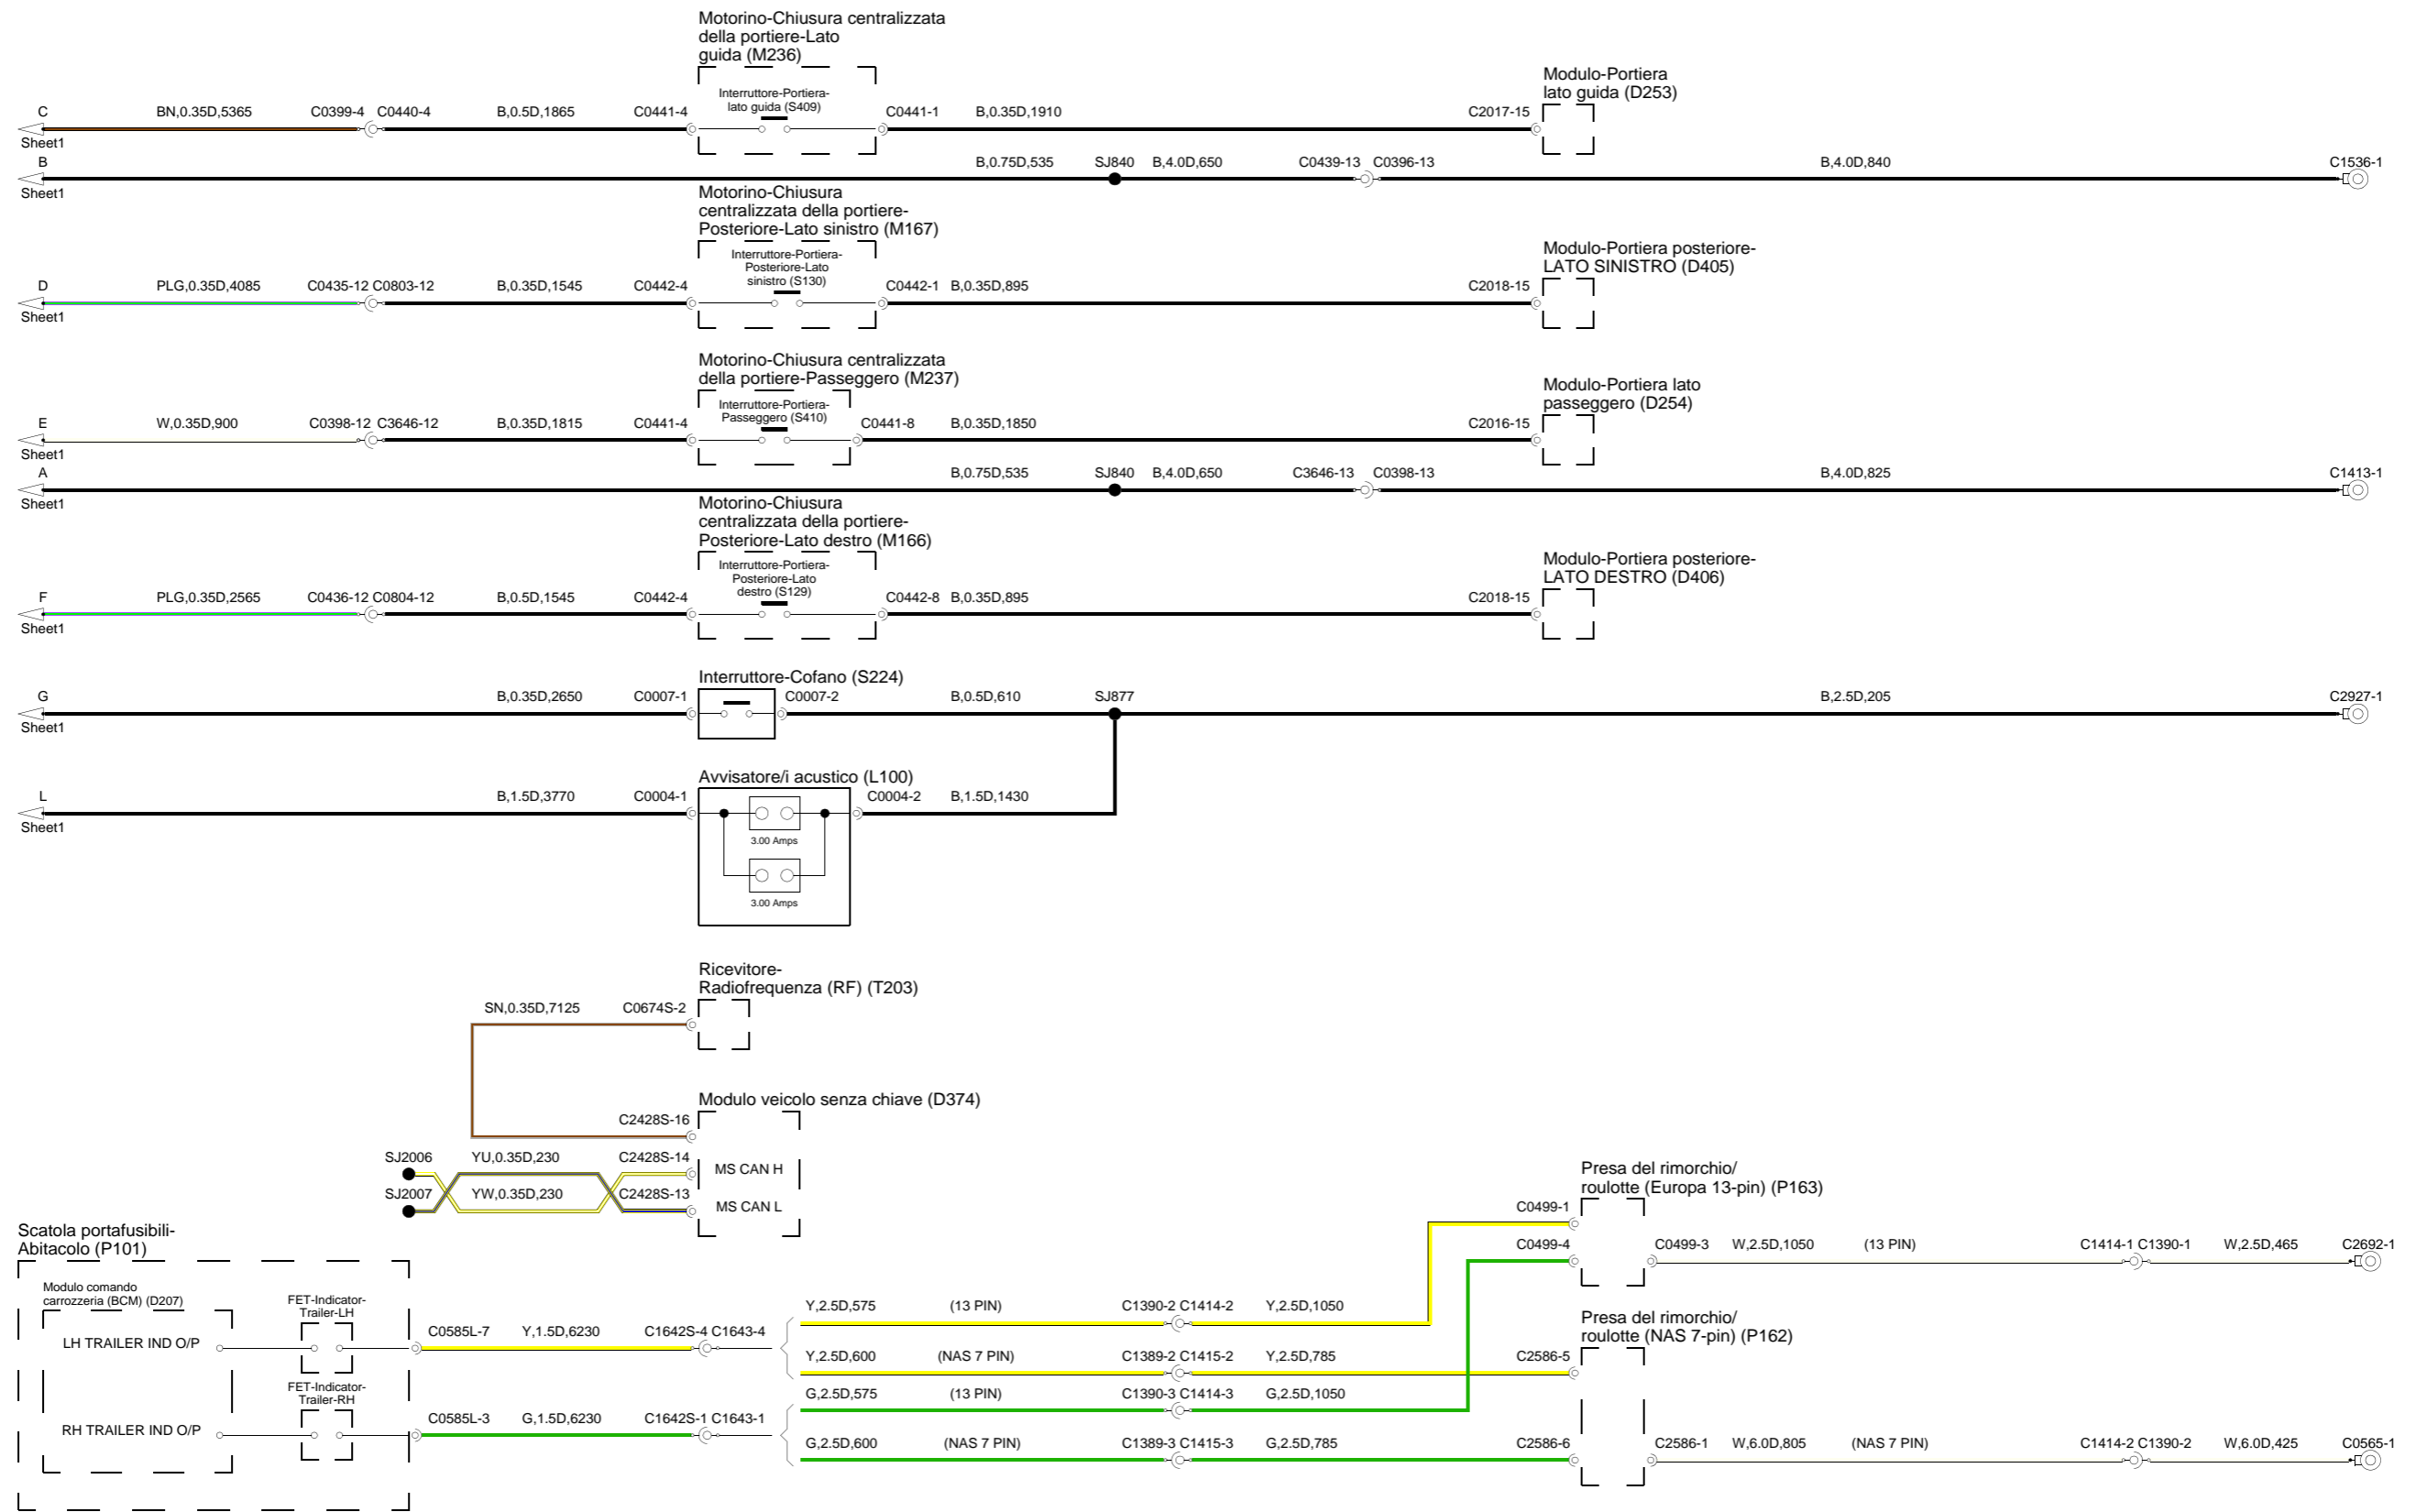 Motorino-Chiusura centralizzata
della portiere-Lato
guida (M236)
Interruttore-Portiera-
lato guida (S409)
Modulo-Portiera
lato guida (D253)
C
BN,0.35D,5365
C0399-4 C0440-4
B,0.5D,1865
C0441-4
C0441-1
B,0.35D,1910
C2017-15
Sheet1
B
B,0.75D,535
SJ840
B,4.0D,650
C0439-13 C0396-13
B,4.0D,840
C1536-1
Sheet1
Motorino-Chiusura
centralizzata della portiere-
Posteriore-Lato sinistro (M167)
Interruttore-Portiera-
Posteriore-Lato
sinistro (S130)
Modulo-Portiera posteriore-
LATO SINISTRO (D405)
D
PLG,0.35D,4085
C0435-12 C0803-12
B,0.35D,1545
C0442-4
C0442-1
B,0.35D,895
C2018-15
Sheet1
Motorino-Chiusura centralizzata
della portiere-Passeggero (M237)
Interruttore-Portiera-
Passeggero (S410)
Modulo-Portiera lato
passeggero (D254)
E
W,0.35D,900
C0398-12 C3646-12
B,0.35D,1815
C0441-4
C0441-8
B,0.35D,1850
C2016-15
Sheet1
A
B,0.75D,535
SJ840
B,4.0D,650
C3646-13 C0398-13
B,4.0D,825
C1413-1
Sheet1
Motorino-Chiusura
centralizzata della portiere-
Posteriore-Lato destro (M166)
Interruttore-Portiera-
Posteriore-Lato
destro (S129)
Modulo-Portiera posteriore-
LATO DESTRO (D406)
F
PLG,0.35D,2565
C0436-12 C0804-12
B,0.5D,1545
C0442-4
C0442-8
B,0.35D,895
C2018-15
Sheet1
Interruttore-Cofano (S224)
G
B,0.35D,2650
C0007-1
C0007-2
B,0.5D,610
SJ877
B,2.5D,205
C2927-1
Sheet1
Avvisatore/i acustico (L100)
L
B,1.5D,3770
C0004-1
C0004-2
B,1.5D,1430
Sheet1
3.00 Amps
3.00 Amps
Ricevitore-
Radiofrequenza (RF) (T203)
SN,0.35D,7125
C0674S-2
Modulo veicolo senza chiave (D374)
C2428S-16
SJ2006
YU,0.35D,230
C2428S-14
MS CAN H
SJ2007
YW,0.35D,230
C2428S-13
MS CAN L
Presa del rimorchio/
roulotte (Europa 13-pin) (P163)
C0499-1
C0499-4
C0499-3
W,2.5D,1050
(13 PIN)
C1414-1 C1390-1
W,2.5D,465
C2692-1
Scatola portafusibili-
Abitacolo (P101)
Modulo comando
carrozzeria (BCM) (D207)
FET-Indicator-
Trailer-LH
LH TRAILER IND O/P
C0585L-7
Y,1.5D,6230
C1642S-4 C1643-4
Y,2.5D,575
(13 PIN)
C1390-2 C1414-2
Y,2.5D,1050
Presa del rimorchio/
roulotte (NAS 7-pin) (P162)
Y,2.5D,600
(NAS 7 PIN)
C1389-2 C1415-2
Y,2.5D,785
C2586-5
FET-Indicator-
Trailer-RH
RH TRAILER IND O/P
C0585L-3
G,1.5D,6230
C1642S-1 C1643-1
G,2.5D,575
(13 PIN)
C1390-3 C1414-3
G,2.5D,1050
G,2.5D,600
(NAS 7 PIN)
C1389-3 C1415-3
G,2.5D,785
C2586-6
C2586-1
W,6.0D,805
(NAS 7 PIN)
C1414-2 C1390-2
W,6.0D,425
C0565-1